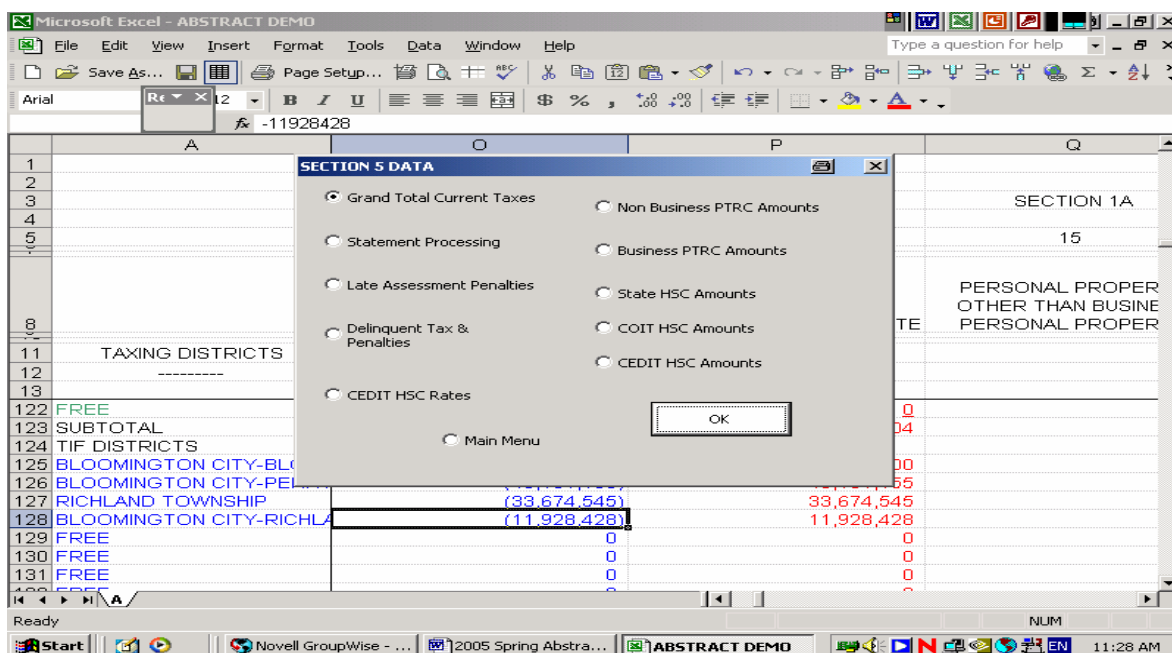 Microsoft Excel - ABSTRACT DEMO
File Edit View Insert Format Tools Data Window Help
Type a question for help
Save As... Page Setup...
Arial 12 B I U $ % ,
fx -11928428
A O P Q
SECTION 5 DATA
Grand Total Current Taxes
Non Business PTRC Amounts
Statement Processing
Business PTRC Amounts
Late Assessment Penalties
State HSC Amounts
Delinquent Tax &
Penalties
COIT HSC Amounts
CEDIT HSC Amounts
CEDIT HSC Rates
OK
Main Menu
1
2
3 SECTION 1A
4
5 15
PERSONAL PROPER
OTHER THAN BUSINE
8 TE PERSONAL PROPER
11 TAXING DISTRICTS
12 ---------
13
122 FREE 0
123 SUBTOTAL 04
124 TIF DISTRICTS
125 BLOOMINGTON CITY-BL 00
126 BLOOMINGTON CITY-PE 55
127 RICHLAND TOWNSHIP (33,674,545) 33,674,545
128 BLOOMINGTON CITY-RICHLA (11,928,428) 11,928,428
129 FREE 0 0
130 FREE 0 0
131 FREE 0 0
A
Ready NUM
Start Novell GroupWise - ... 2005 Spring Abstra... ABSTRACT DEMO EN 11:28 AM